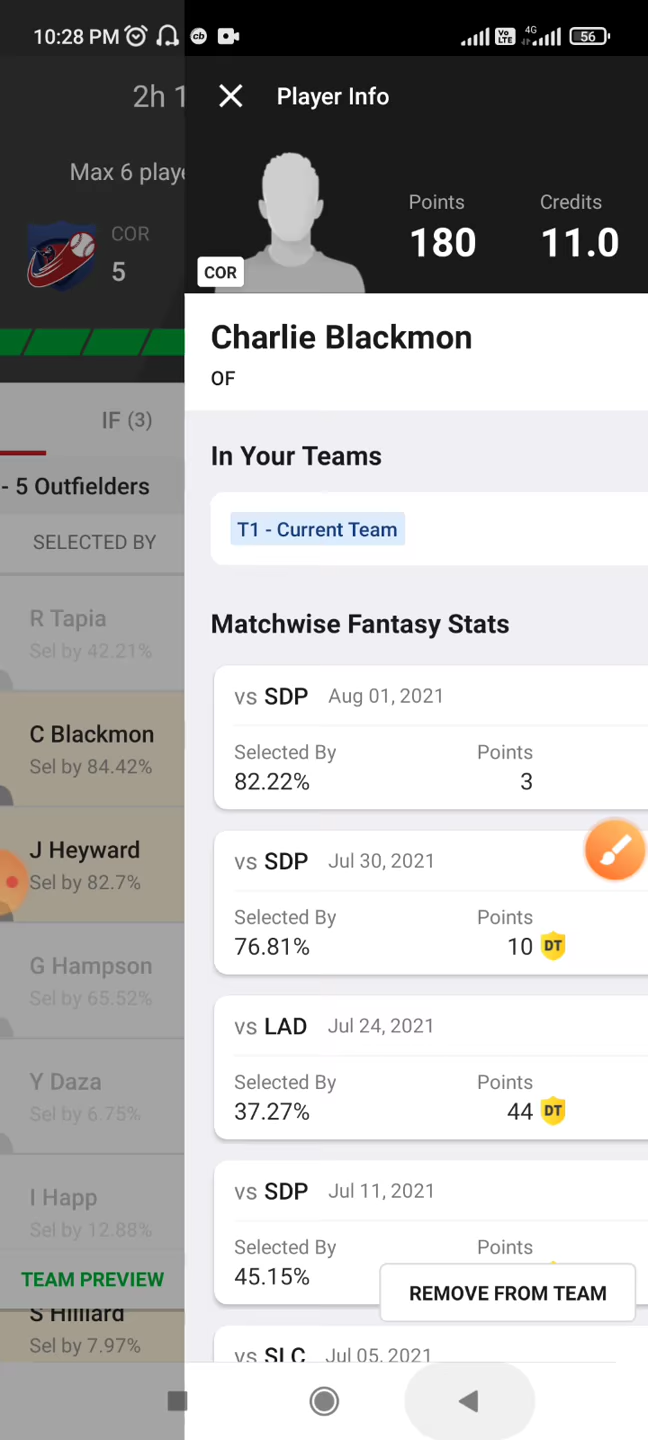 10:28 PM cb Vo LTE 4G 56
2h 1
Max 6 playe
COR
5
IF (3)
- 5 Outfielders
SELECTED BY
R Tapia
Sel by 42.21%
C Blackmon
Sel by 84.42%
J Heyward
Sel by 82.7%
G Hampson
Sel by 65.52%
Y Daza
Sel by 6.75%
I Happ
Sel by 12.88%
TEAM PREVIEW
S Hilliard
Sel by 7.97%
Player Info
Points Credits
180 11.0
COR
Charlie Blackmon
OF
In Your Teams
T1 - Current Team
Matchwise Fantasy Stats
vs SDP Aug 01, 2021
Selected By Points
82.22% 3
vs SDP Jul 30, 2021
Selected By Points
76.81% 10 DT
vs LAD Jul 24, 2021
Selected By Points
37.27% 44 DT
vs SDP Jul 11, 2021
Selected By Points
45.15%
REMOVE FROM TEAM
vs SLC Jul 05, 2021